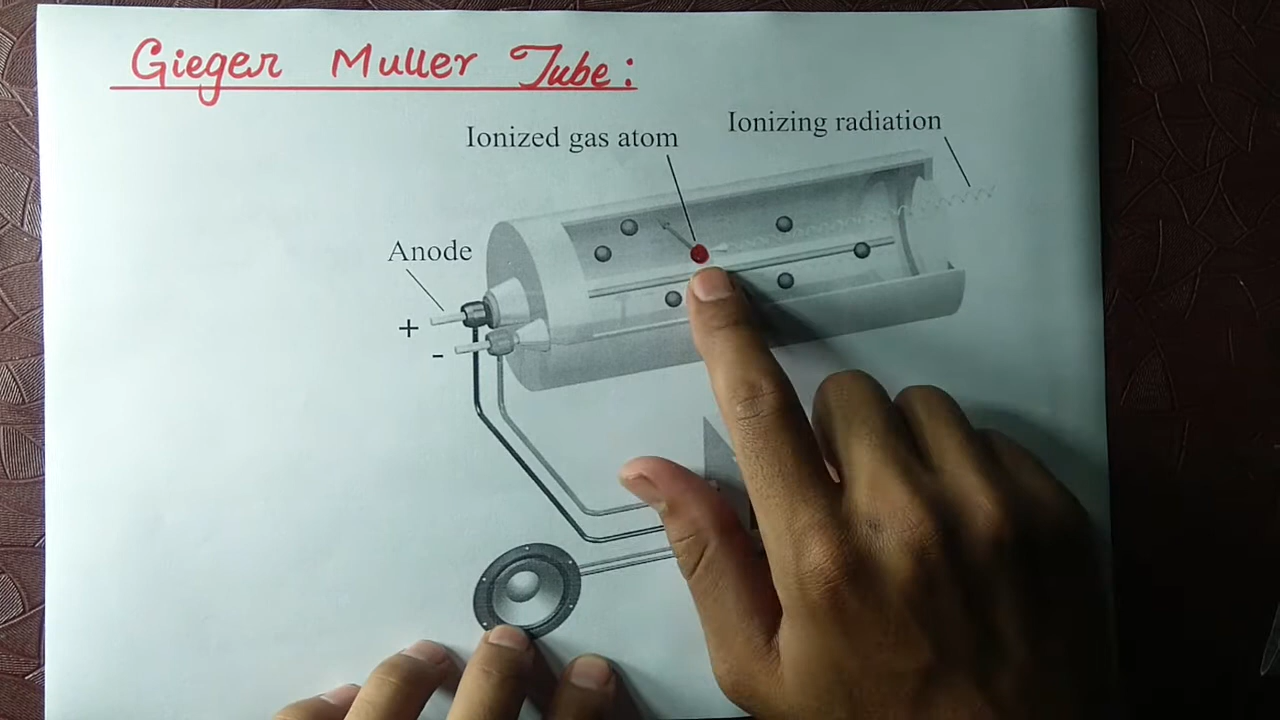 Gieger Muller Tube:
Ionizing radiation
Ionized gas atom
Anode
+
-